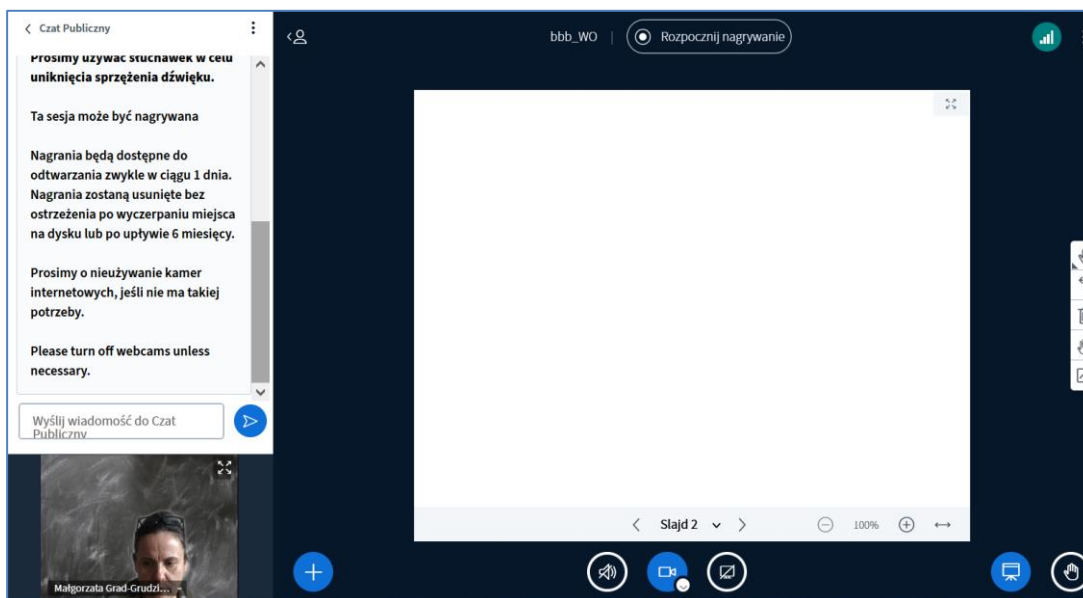 Czat Publiczny
Prosimy używać słuchawek w celu
uniknięcia sprzężenia dźwięku.
Ta sesja może być nagrywana
Nagrania będą dostępne do
odtwarzania zwykle w ciągu 1 dnia.
Nagrania zostaną usunięte bez
ostrzeżenia po wyczerpaniu miejsca
na dysku lub po upływie 6 miesięcy.
Prosimy o nieużywanie kamer
internetowych, jeśli nie ma takiej
potrzeby.
Please turn off webcams unless
necessary.
Wyślij wiadomość do Czat
Publiczny
Małgorzata Grad-Grudzi...
bbb_WO | Rozpocznij nagrywanie
Slajd 2 100%